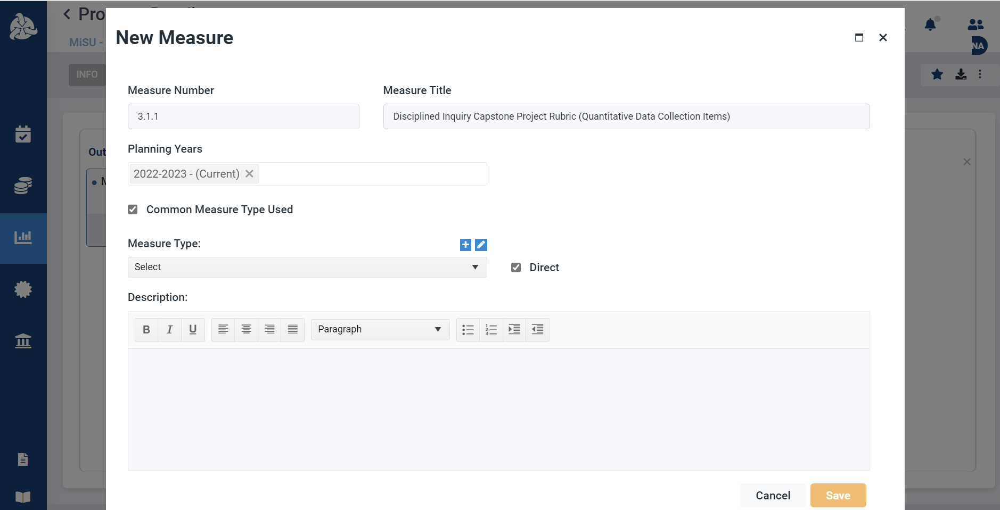 Pro
MiSU -
New Measure
NA
INFO
Measure Number
Measure Title
3.1.1
Disciplined Inquiry Capstone Project Rubric (Quantitative Data Collection Items)
Planning Years
Out
2022-2023 - (Current)
Common Measure Type Used
Measure Type:
Select
Direct
Description:
B I U
Paragraph
Cancel
Save